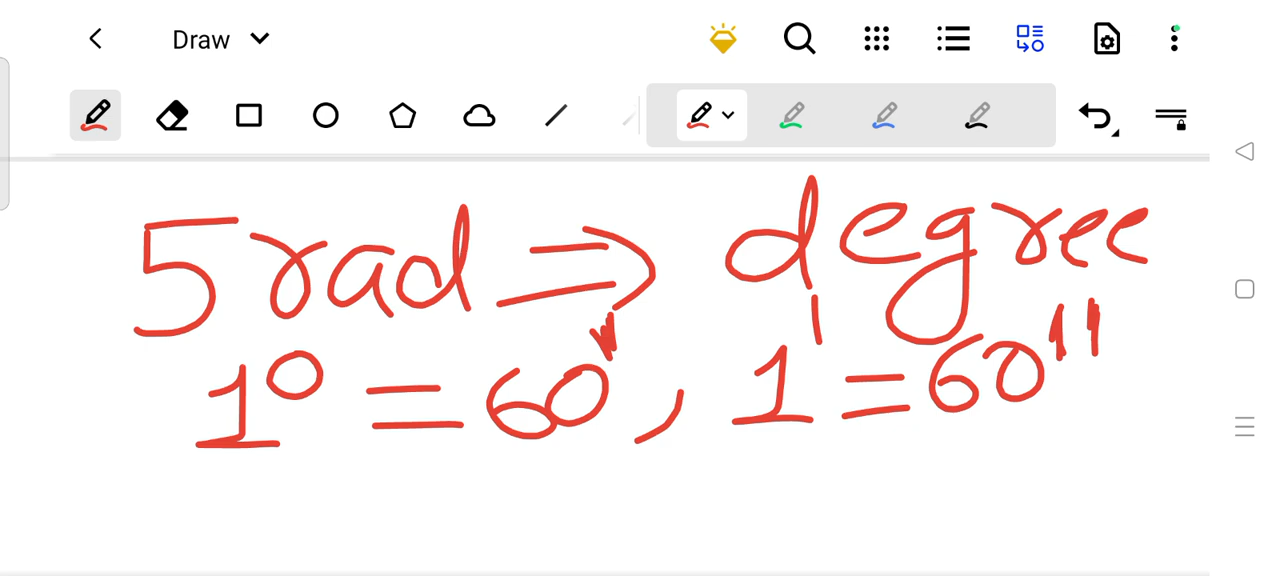 Draw
5 rad ⇒ degree
1° = 60', 1' = 60"